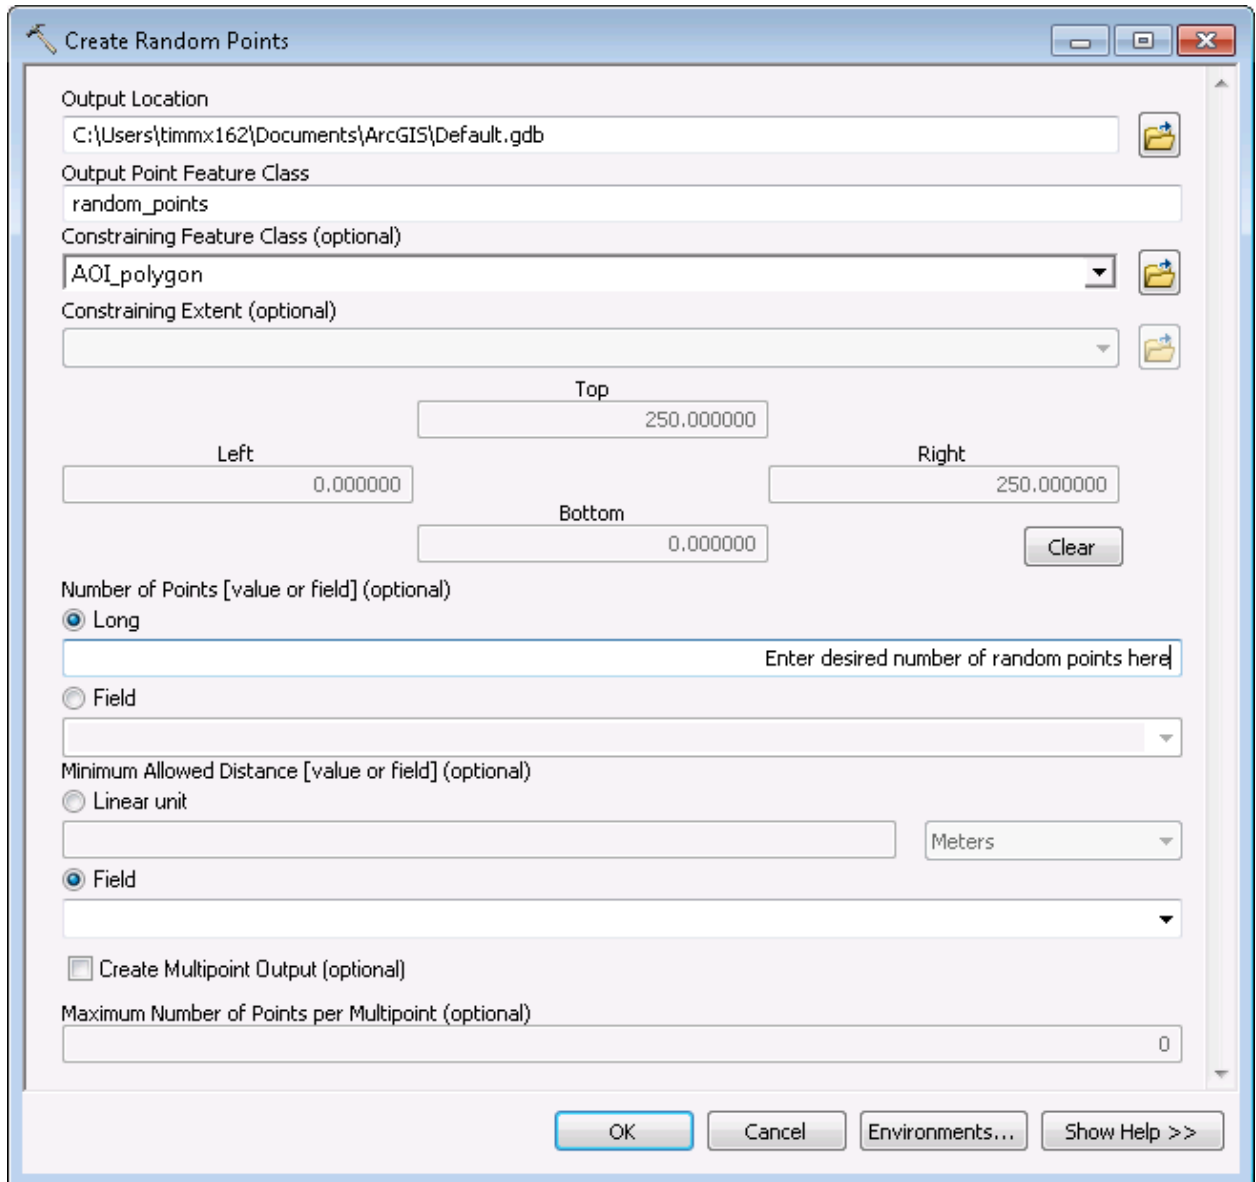 Create Random Points
Output Location
C:\Users\timmx162\Documents\ArcGIS\Default.gdb
Output Point Feature Class
random_points
Constraining Feature Class (optional)
AOI_polygon
Constraining Extent (optional)
Top
250.000000
Left Right
0.000000 250.000000
Bottom
0.000000
Clear
Number of Points [value or field] (optional)
Long
Enter desired number of random points here
Field
Minimum Allowed Distance [value or field] (optional)
Linear unit
Meters
Field
Create Multipoint Output (optional)
Maximum Number of Points per Multipoint (optional)
0
OK Cancel Environments... Show Help >>